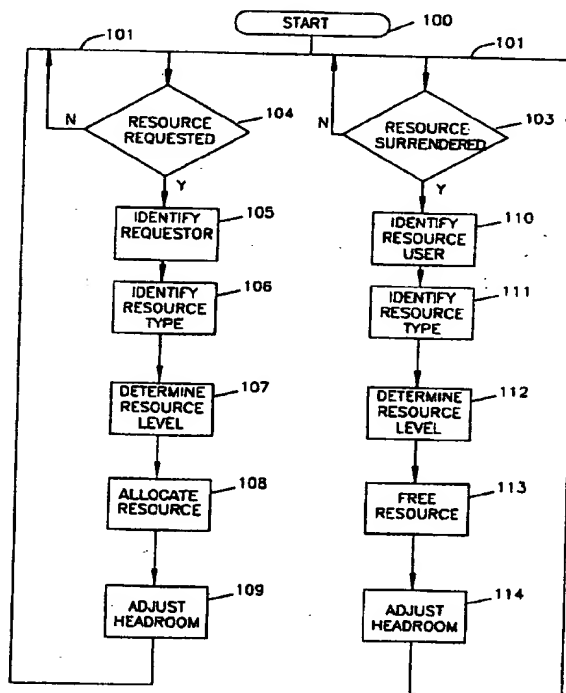 START
100
101
101
RESOURCE
REQUESTED
104
N
Y
IDENTIFY
REQUESTOR
105
IDENTIFY
RESOURCE
TYPE
106
DETERMINE
RESOURCE
LEVEL
107
ALLOCATE
RESOURCE
108
ADJUST
HEADROOM
109
RESOURCE
SURRENDERED
103
N
Y
IDENTIFY
RESOURCE
USER
110
IDENTIFY
RESOURCE
TYPE
111
DETERMINE
RESOURCE
LEVEL
112
FREE
RESOURCE
113
ADJUST
HEADROOM
114